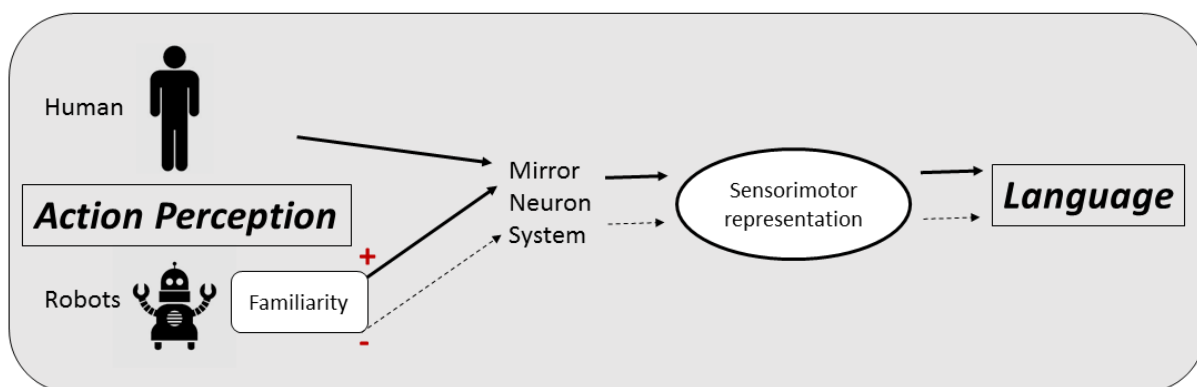 Human
Action Perception
Robots
Familiarity
+
-
Mirror
Neuron
System
Sensorimotor
representation
Language